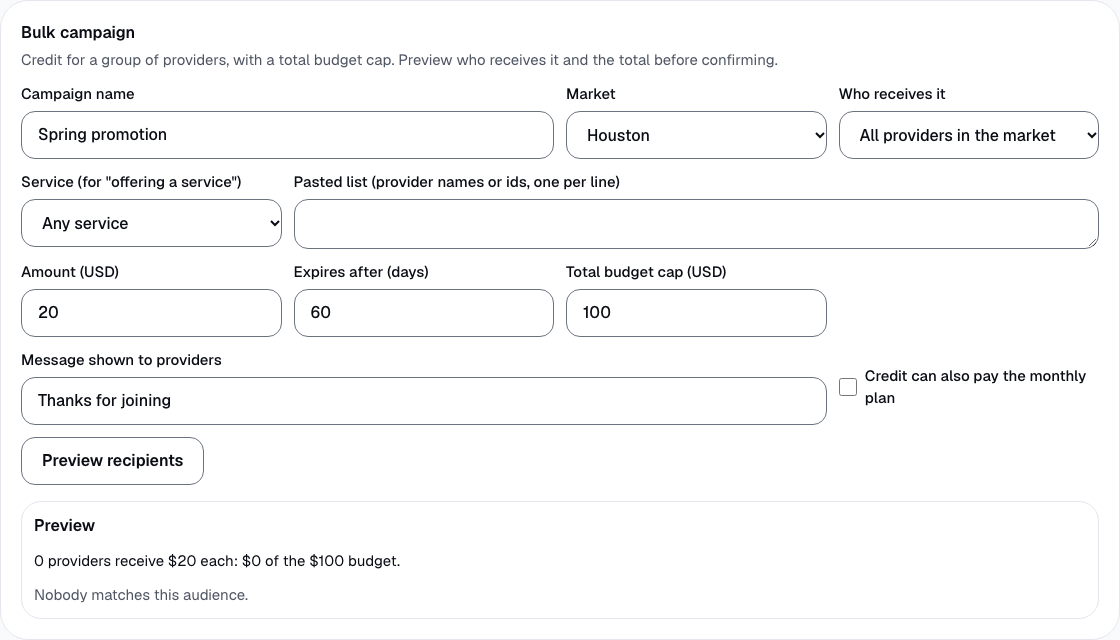 Bulk campaign
Credit for a group of providers, with a total budget cap. Preview who receives it and the total before confirming.
Campaign name
Market
Who receives it
Spring promotion
Houston
All providers in the market
Service (for "offering a service")
Pasted list (provider names or ids, one per line)
Any service
Amount (USD)
Expires after (days)
Total budget cap (USD)
20
60
100
Message shown to providers
Credit can also pay the monthly
plan
Thanks for joining
Preview recipients
Preview
0 providers receive $20 each: $0 of the $100 budget.
Nobody matches this audience.